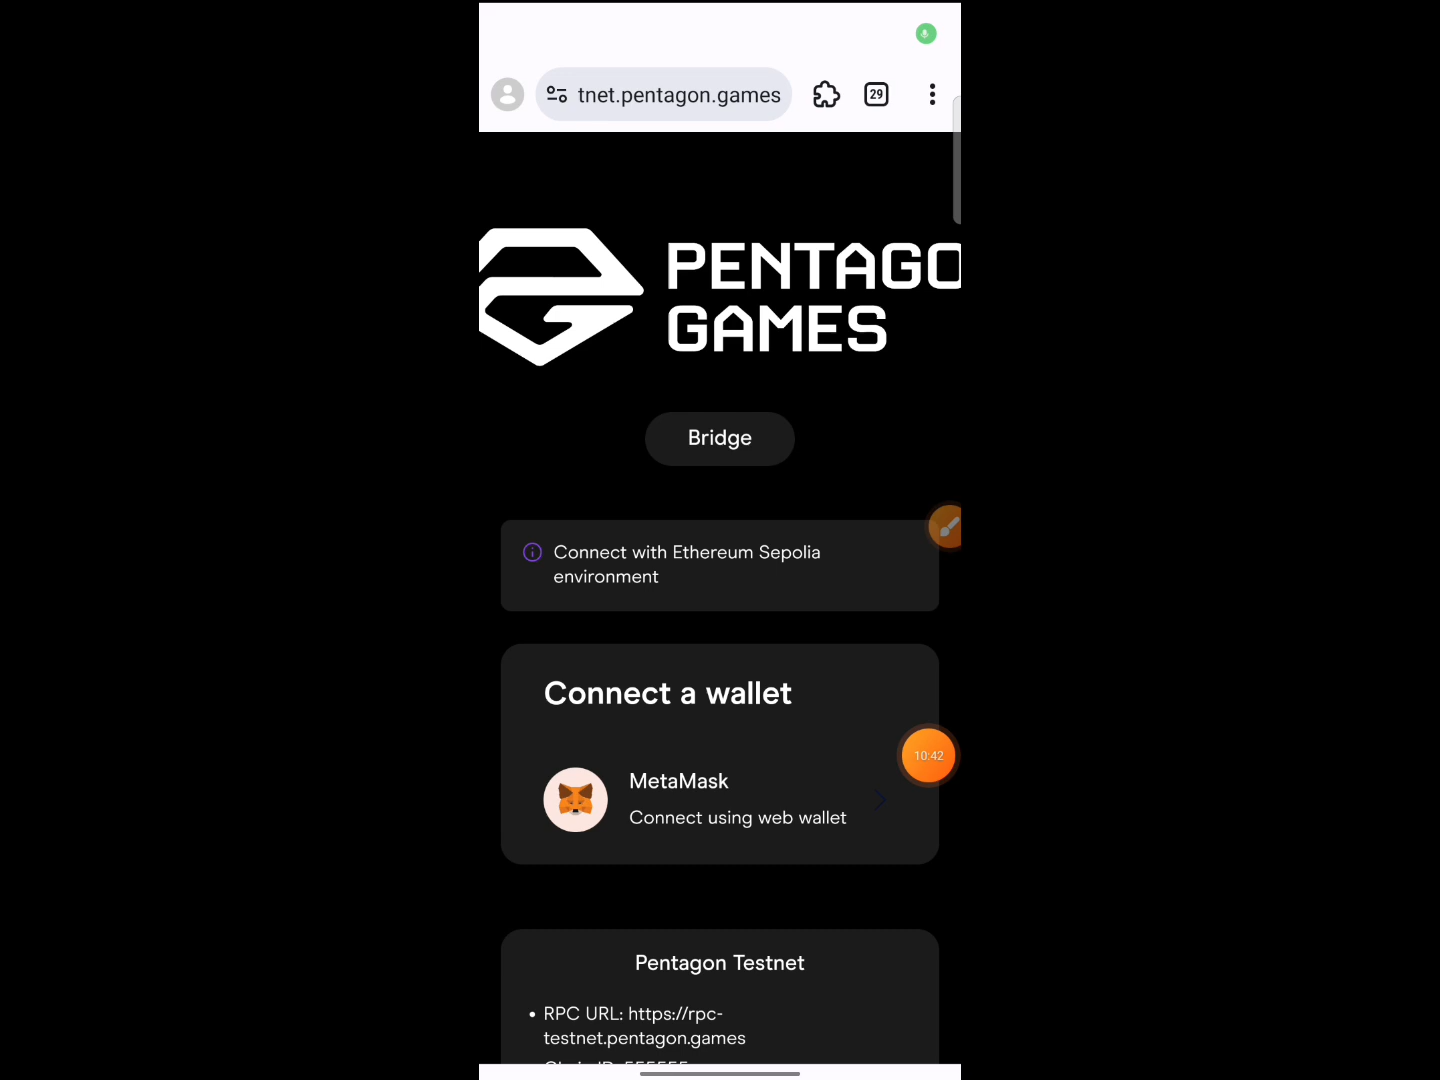 tnet.pentagon.games
29
PENTAGO
GAMES
Bridge
Connect with Ethereum Sepolia
environment
Connect a wallet
MetaMask
10:42
Connect using web wallet
Pentagon Testnet
• RPC URL: https://rpc-
testnet.pentagon.games